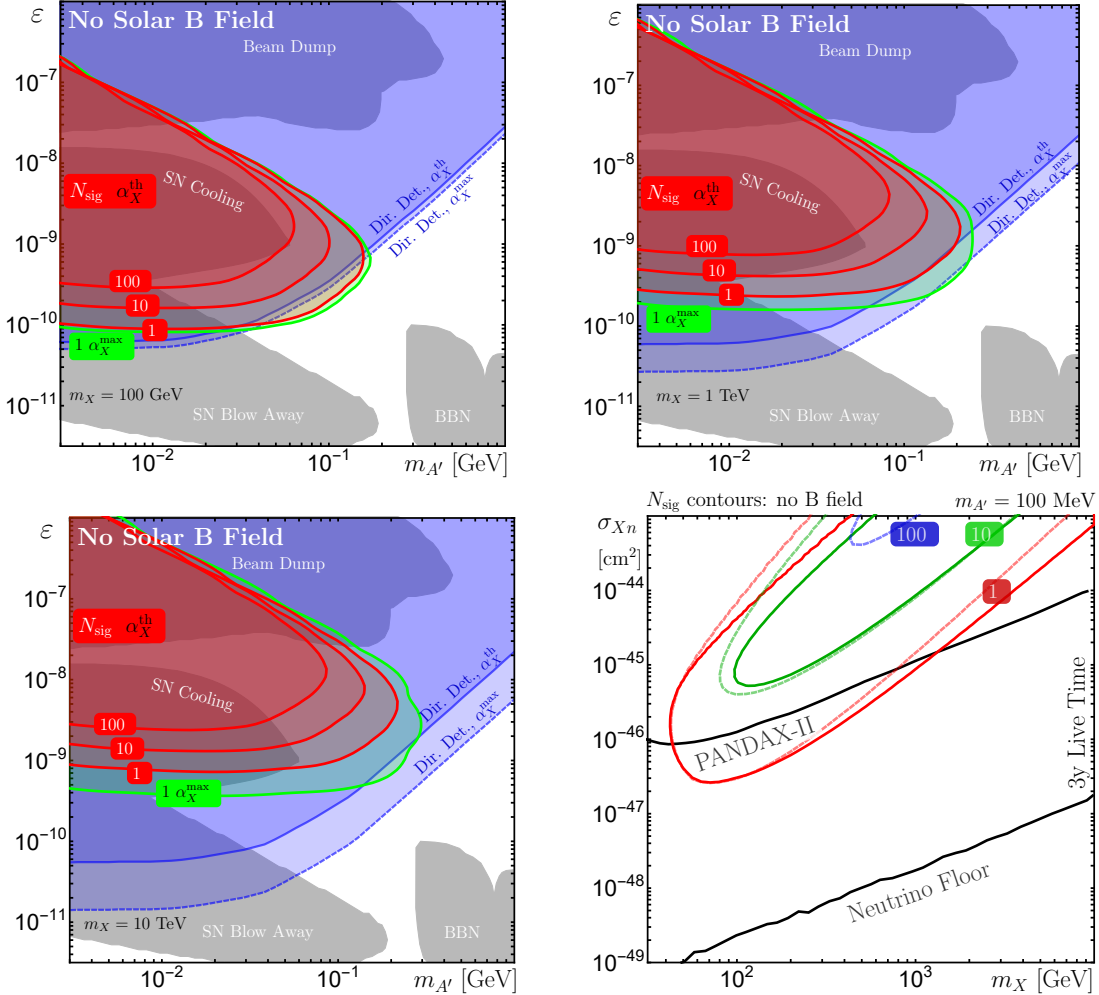 No Solar B Field
Beam Dump
ε
10⁻⁷
10⁻⁸
10⁻⁹
10⁻¹⁰
10⁻¹¹
N_sig α_X^th
SN Cooling
Dir. Det., α_X^th
Dir. Det., α_X^max
100
10
1
1 α_X^max
m_X = 100 GeV
SN Blow Away
BBN
10⁻²
10⁻¹
m_A′ [GeV]
No Solar B Field
Beam Dump
ε
10⁻⁷
10⁻⁸
10⁻⁹
10⁻¹⁰
10⁻¹¹
N_sig α_X^th
SN Cooling
Dir. Det., α_X^th
Dir. Det., α_X^max
100
10
1
1 α_X^max
m_X = 1 TeV
SN Blow Away
BBN
10⁻²
10⁻¹
m_A′ [GeV]
No Solar B Field
Beam Dump
ε
10⁻⁷
10⁻⁸
10⁻⁹
10⁻¹⁰
10⁻¹¹
N_sig α_X^th
SN Cooling
Dir. Det., α_X^th
Dir. Det., α_X^max
100
10
1
1 α_X^max
m_X = 10 TeV
SN Blow Away
BBN
10⁻²
10⁻¹
m_A′ [GeV]
N_sig contours: no B field m_A′ = 100 MeV
σ_Xn
[cm²]
100
10
1
10⁻⁴⁴
10⁻⁴⁵
10⁻⁴⁶
10⁻⁴⁷
10⁻⁴⁸
10⁻⁴⁹
PANDAX-II
3y Live Time
Neutrino Floor
10²
10³
m_X [GeV]